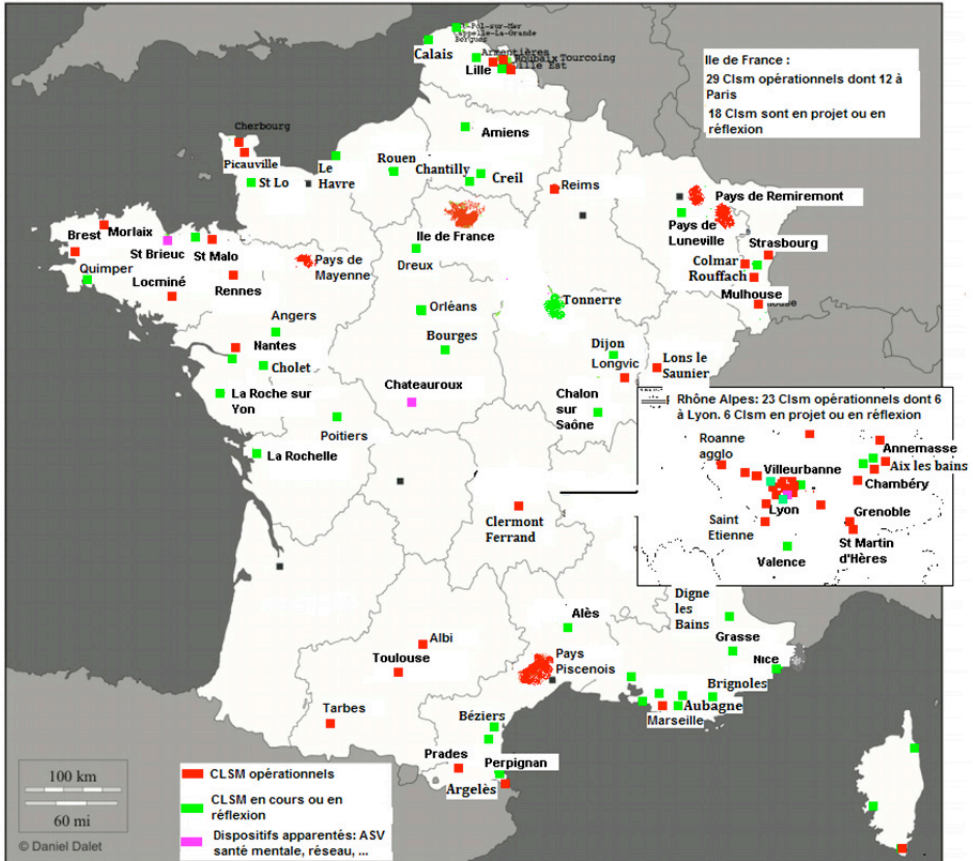 St-Pol-sur-Mer
Cappelle-La-Grande
Bergues
Calais
Armentières
Roubaix Tourcoing
Lille
Lille Est
Ile de France :
29 Clsm opérationnels dont 12 à
Paris
18 Clsm sont en projet ou en
réflexion
Amiens
Cherbourg
Picauville
St Lo
Le
Havre
Rouen
Chantilly
Creil
Reims
Pays de Remiremont
Pays de
Luneville
Ile de France
Strasbourg
Brest
Morlaix
St Brieuc
St Malo
Pays de
Mayenne
Dreux
Colmar
Rouffach
Quimper
Locminé
Rennes
Mulhouse
Orléans
Tonnerre
Angers
Bourges
Nantes
Cholet
Dijon
Longvic
Lons le
Saunier
Chateauroux
La Roche sur
Yon
Chalon
sur
Saône
Poitiers
La Rochelle
Rhône Alpes: 23 Clsm opérationnels dont 6
à Lyon. 6 Clsm en projet ou en réflexion
Roanne
agglo
Annemasse
Villeurbanne
Aix les bains
Chambéry
Lyon
Grenoble
Saint
Etienne
St Martin
d'Hères
Valence
Clermont
Ferrand
Digne
les
Bains
Alès
Grasse
Albi
Pays
Piscenois
Nice
Toulouse
Brignoles
Aubagne
Marseille
Tarbes
Béziers
Prades
Perpignan
Argelès
100 km
60 mi
© Daniel Dalet
CLSM opérationnels
CLSM en cours ou en
réflexion
Dispositifs apparentés: ASV
santé mentale, réseau, ...